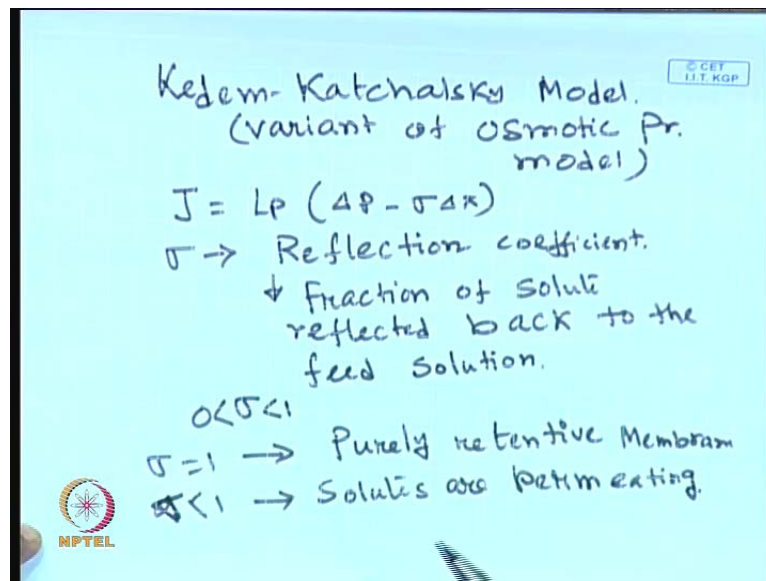 Kedem-Katchalsky Model.
© CET
I.I.T. KGP
(variant of Osmotic Pr.
model)
J = Lp (Δp - σΔπ)
σ → Reflection coefficient.
↓ Fraction of solute
reflected back to the
feed solution.
0<σ<1
σ=1 → Purely retentive Membran
σ<1 → Solutes are permeating.
NPTEL